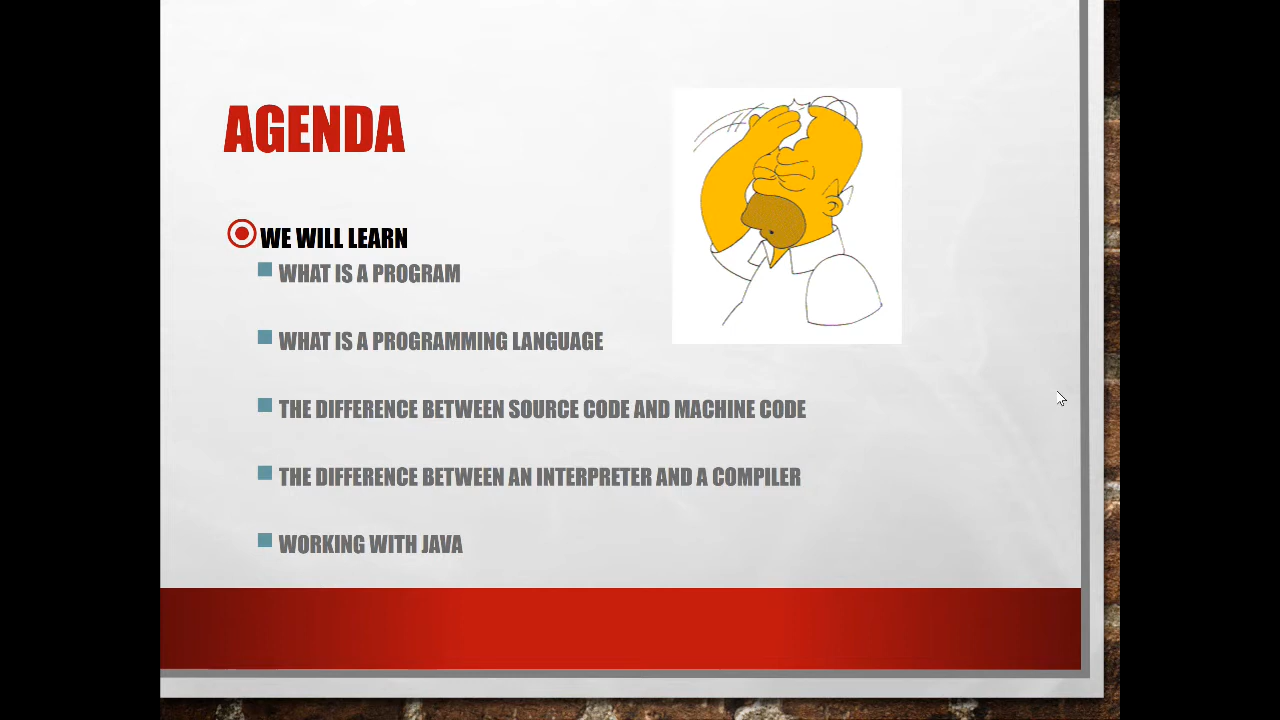 AGENDA
WE WILL LEARN
WHAT IS A PROGRAM
WHAT IS A PROGRAMMING LANGUAGE
THE DIFFERENCE BETWEEN SOURCE CODE AND MACHINE CODE
THE DIFFERENCE BETWEEN AN INTERPRETER AND A COMPILER
WORKING WITH JAVA